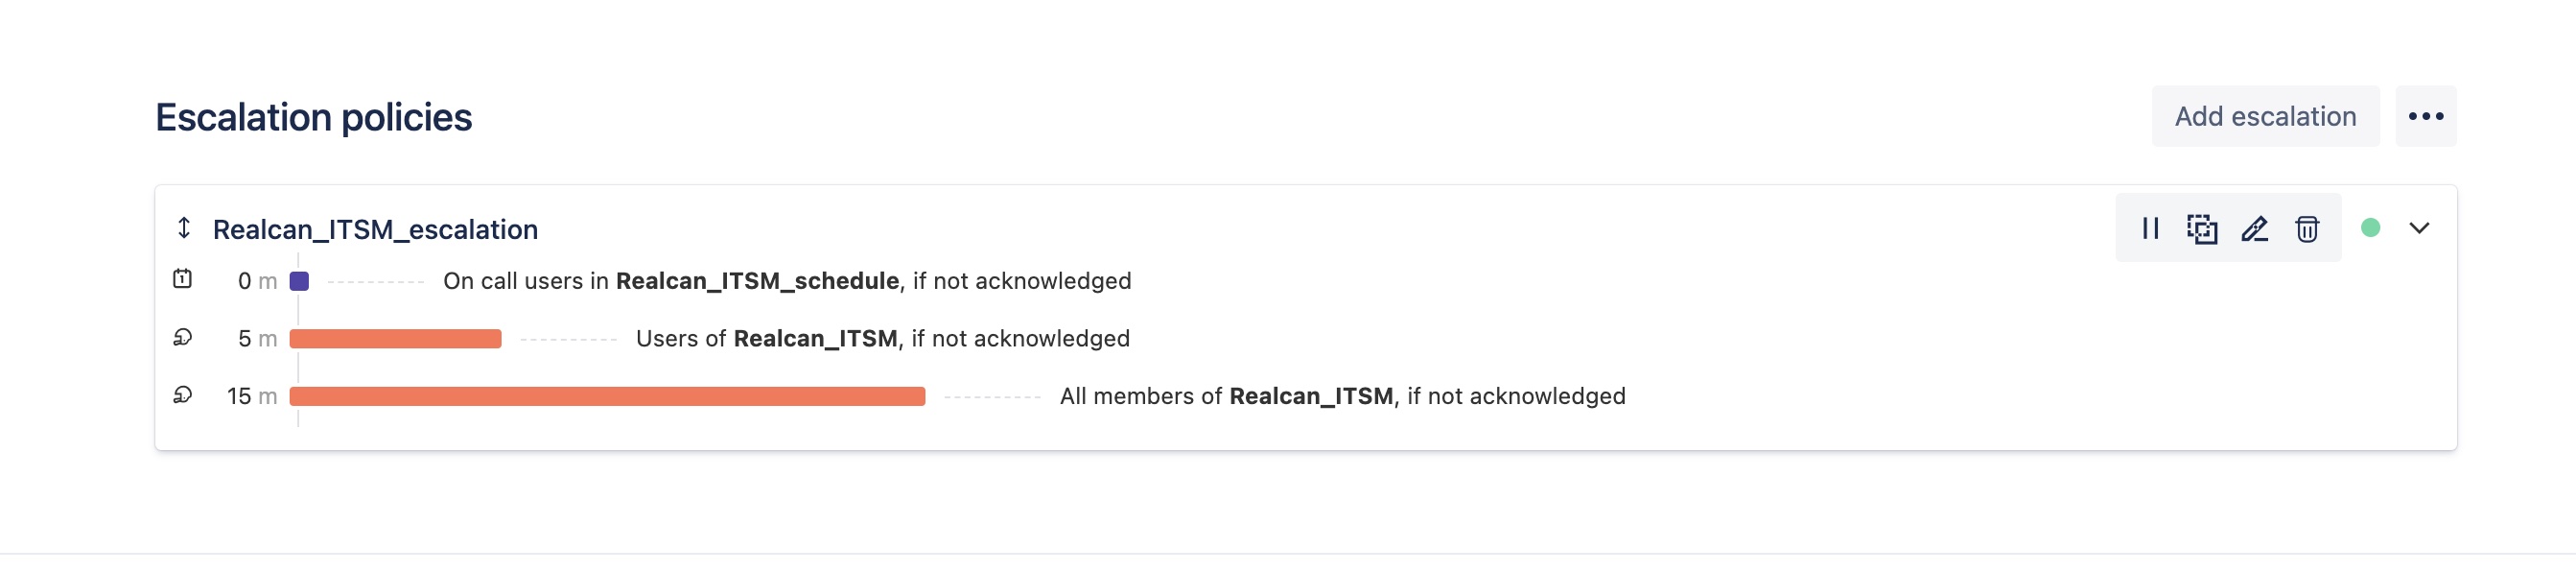 Escalation policies
Add escalation
Realcan_ITSM_escalation
0 m On call users in Realcan_ITSM_schedule, if not acknowledged
5 m Users of Realcan_ITSM, if not acknowledged
15 m All members of Realcan_ITSM, if not acknowledged